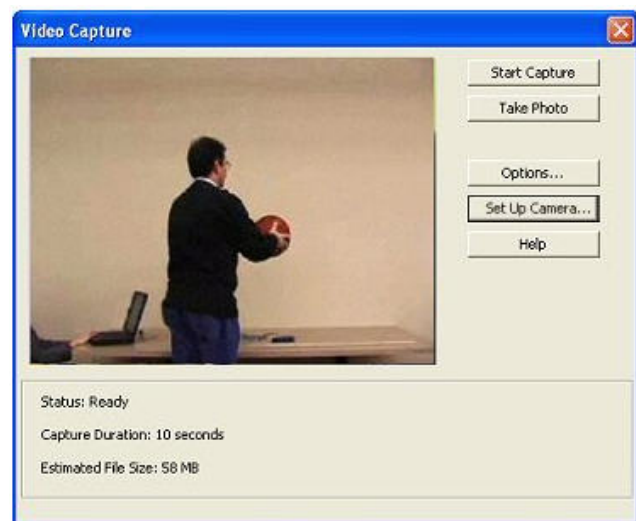 Video Capture
Start Capture
Take Photo
Options...
Set Up Camera...
Help
Status: Ready
Capture Duration: 10 seconds
Estimated File Size: 58 MB